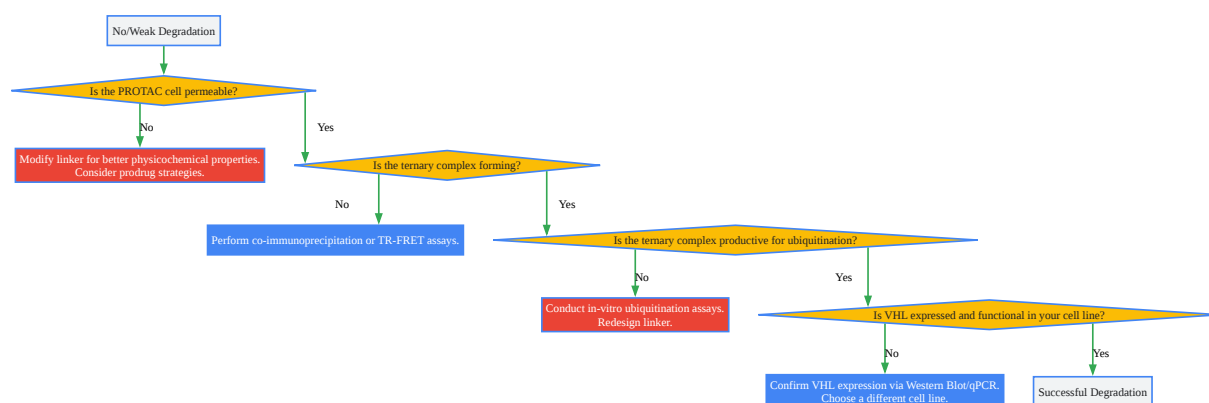 No/Weak Degradation
Is the PROTAC cell permeable?
No
Yes
Modify linker for better physicochemical properties.
Consider prodrug strategies.
Is the ternary complex forming?
No
Yes
Perform co-immunoprecipitation or TR-FRET assays.
Is the ternary complex productive for ubiquitination?
No
Yes
Conduct in-vitro ubiquitination assays.
Redesign linker.
Is VHL expressed and functional in your cell line?
No
Yes
Confirm VHL expression via Western Blot/qPCR.
Choose a different cell line.
Successful Degradation